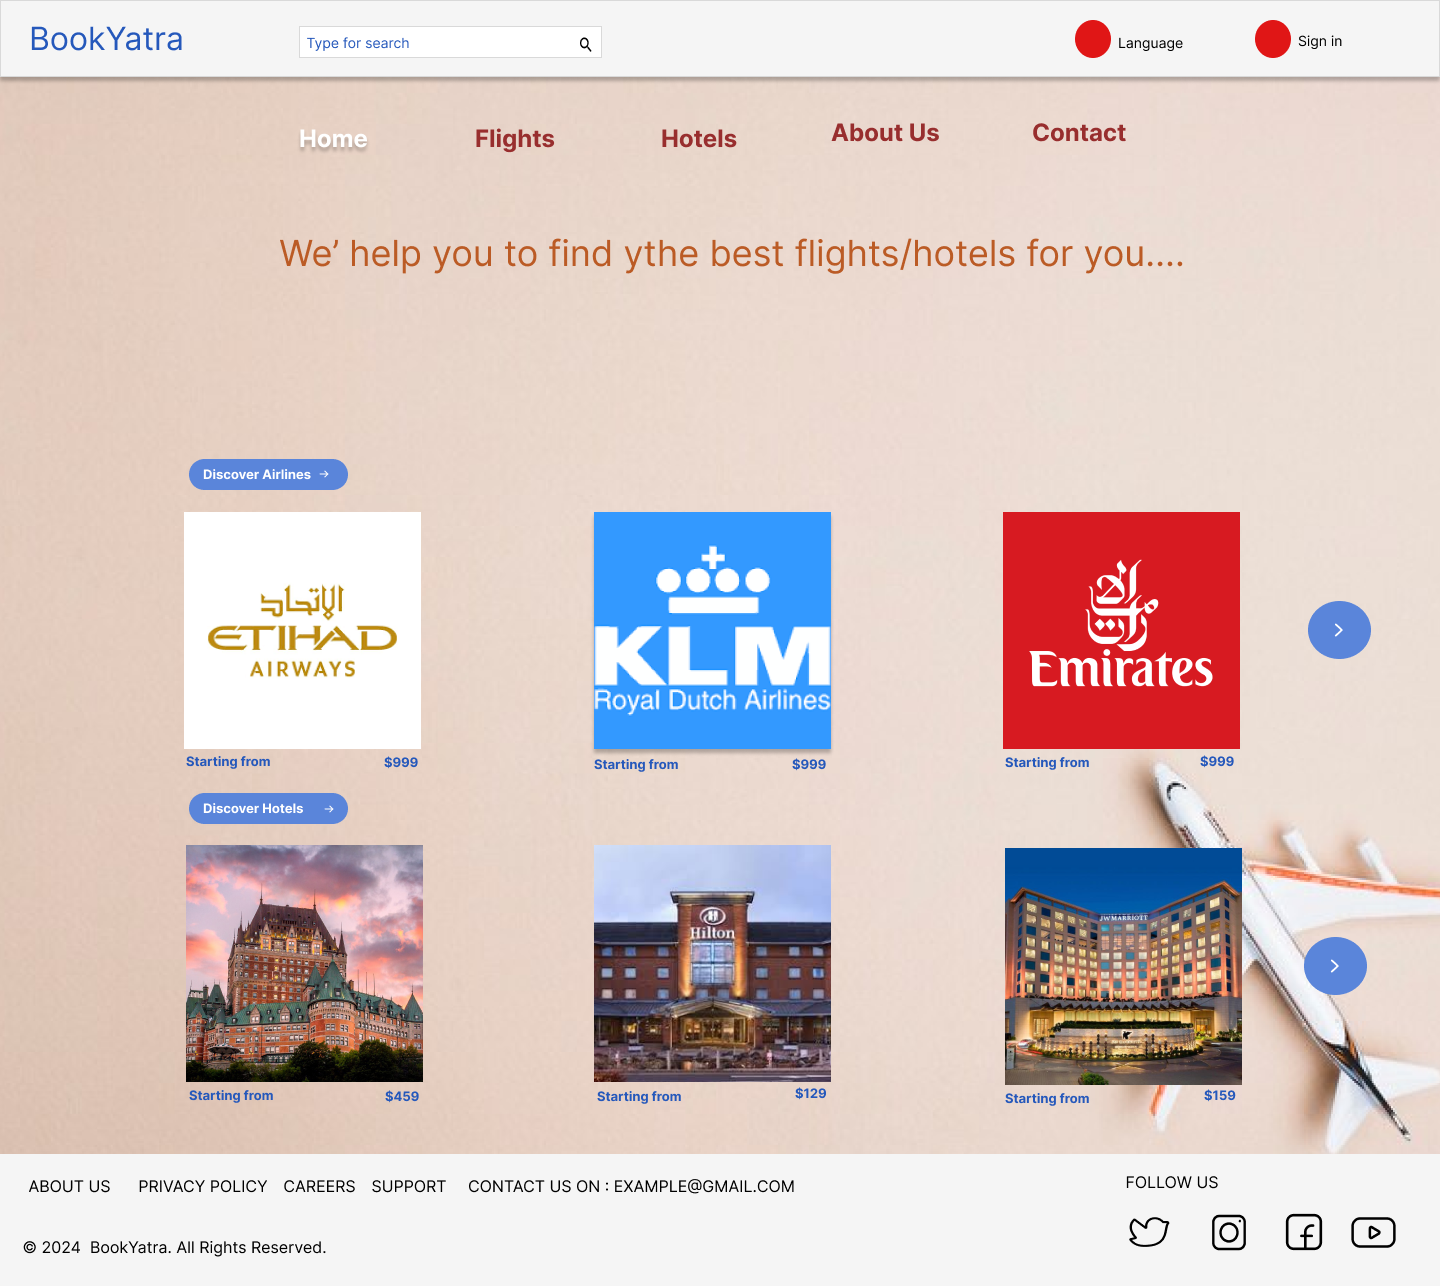 BookYatra
Type for search
Language
Sign in
Home
Flights
Hotels
About Us
Contact
We’ help you to find ythe best flights/hotels for you....
Discover Airlines →
الإتحاد
ETIHAD
AIRWAYS
KLM
Royal Dutch Airlines
Emirates
Starting from
$999
Starting from
$999
Starting from
$999
Discover Hotels →
Hilton
JW MARRIOTT
Starting from
$459
Starting from
$129
Starting from
$159
ABOUT US
PRIVACY POLICY
CAREERS
SUPPORT
CONTACT US ON : EXAMPLE@GMAIL.COM
FOLLOW US
© 2024 BookYatra. All Rights Reserved.